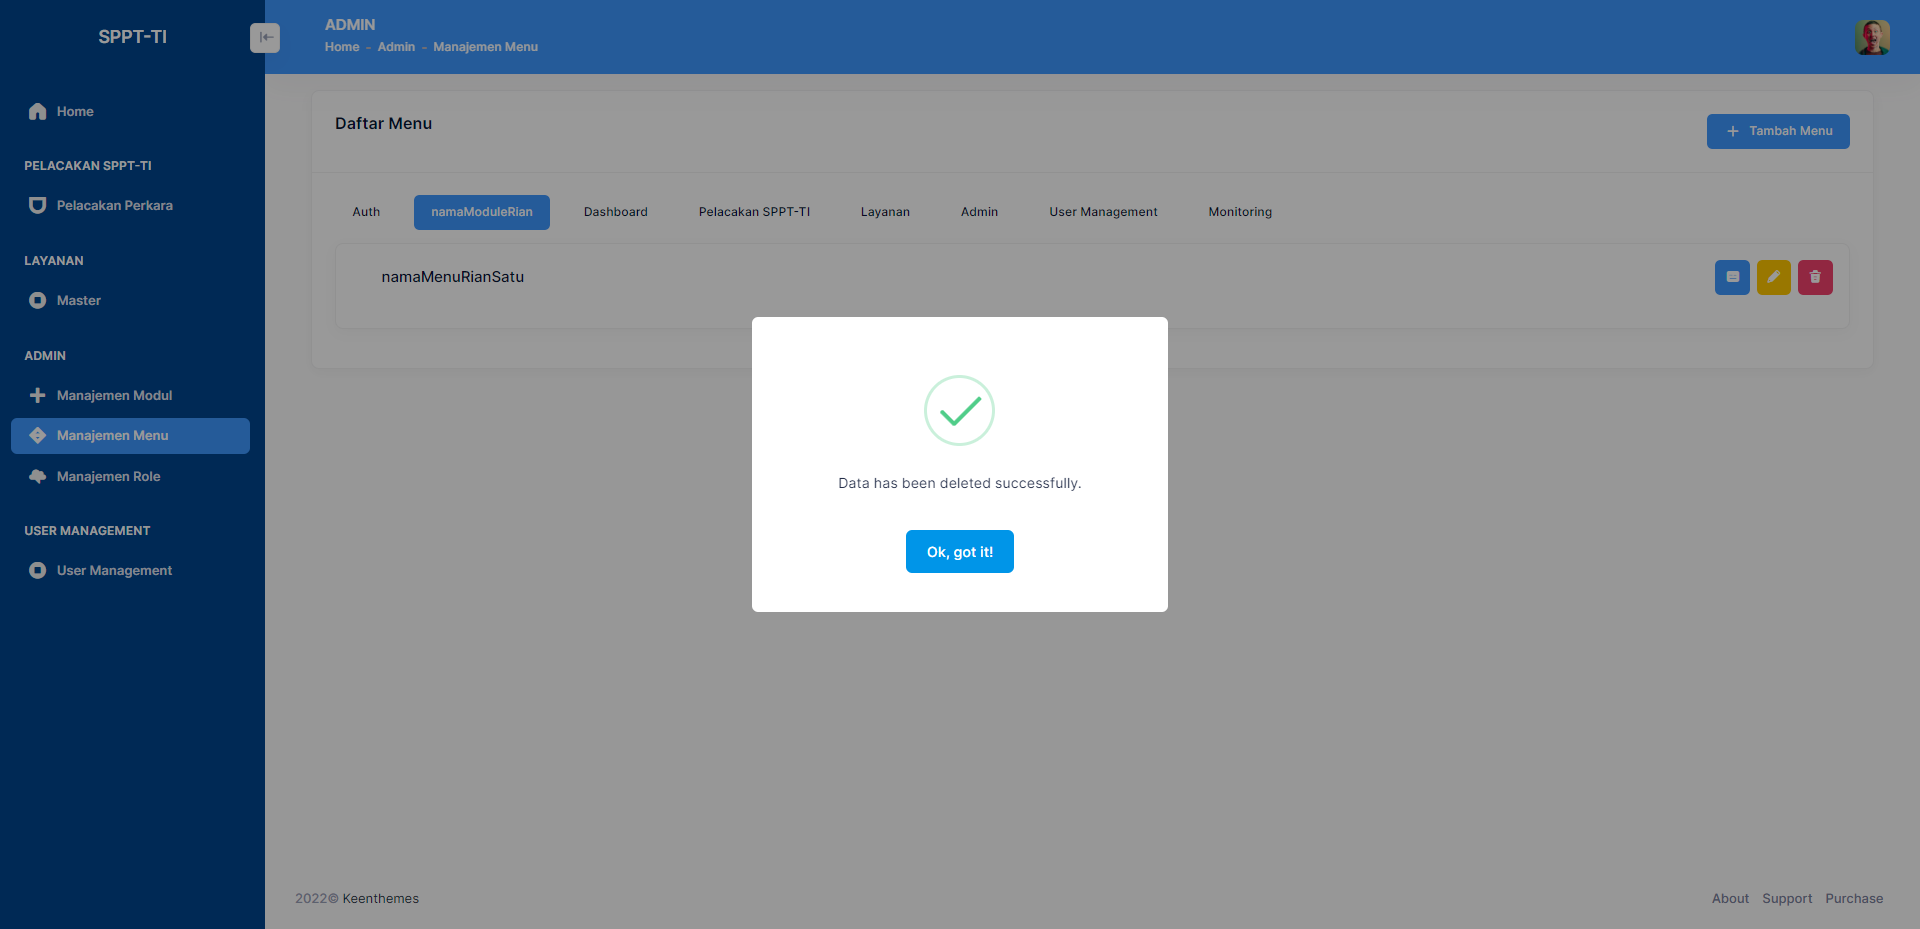 SPPT-TI
ADMIN
Home - Admin - Manajemen Menu
Home
PELACAKAN SPPT-TI
Pelacakan Perkara
LAYANAN
Master
ADMIN
Manajemen Modul
Manajemen Menu
Manajemen Role
USER MANAGEMENT
User Management
Daftar Menu
Tambah Menu
Auth namaModuleRian Dashboard Pelacakan SPPT-TI Layanan Admin User Management Monitoring
namaMenuRianSatu
Data has been deleted successfully.
Ok, got it!
2022© Keenthemes
About Support Purchase